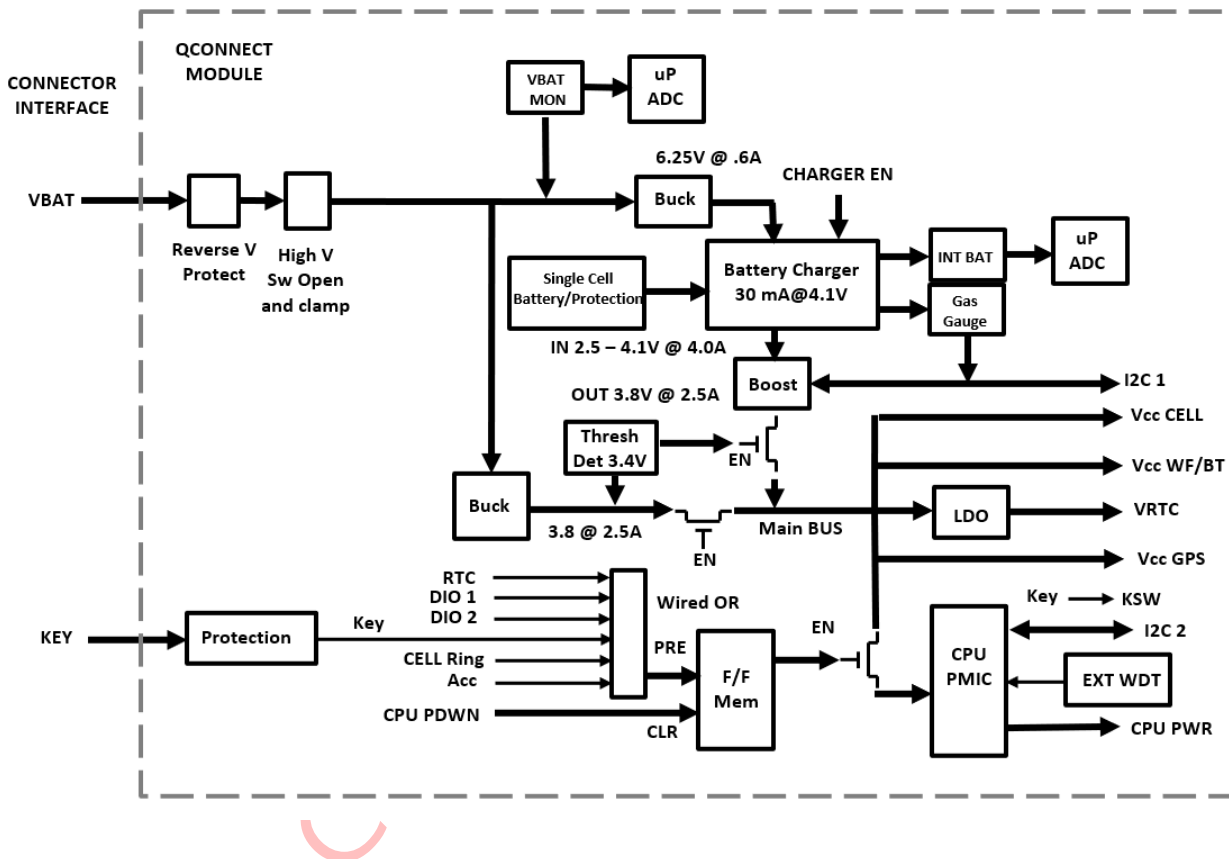 QCONNECT
MODULE
CONNECTOR
INTERFACE
VBAT
MON
uP
ADC
6.25V @ .6A
CHARGER EN
VBAT
Buck
Reverse V
Protect
High V
Sw Open
and clamp
Single Cell
Battery/Protection
Battery Charger
30 mA@4.1V
INT BAT
uP
ADC
Gas
Gauge
IN 2.5 – 4.1V @ 4.0A
Boost
I2C 1
OUT 3.8V @ 2.5A
Vcc CELL
Thresh
Det 3.4V
EN
Vcc WF/BT
Buck
3.8 @ 2.5A
EN
Main BUS
LDO
VRTC
Vcc GPS
RTC
DIO 1
DIO 2
Wired OR
KEY
Protection
Key
CELL Ring
Acc
CPU PDWN
PRE
CLR
F/F
Mem
EN
CPU
PMIC
Key
KSW
I2C 2
EXT WDT
CPU PWR